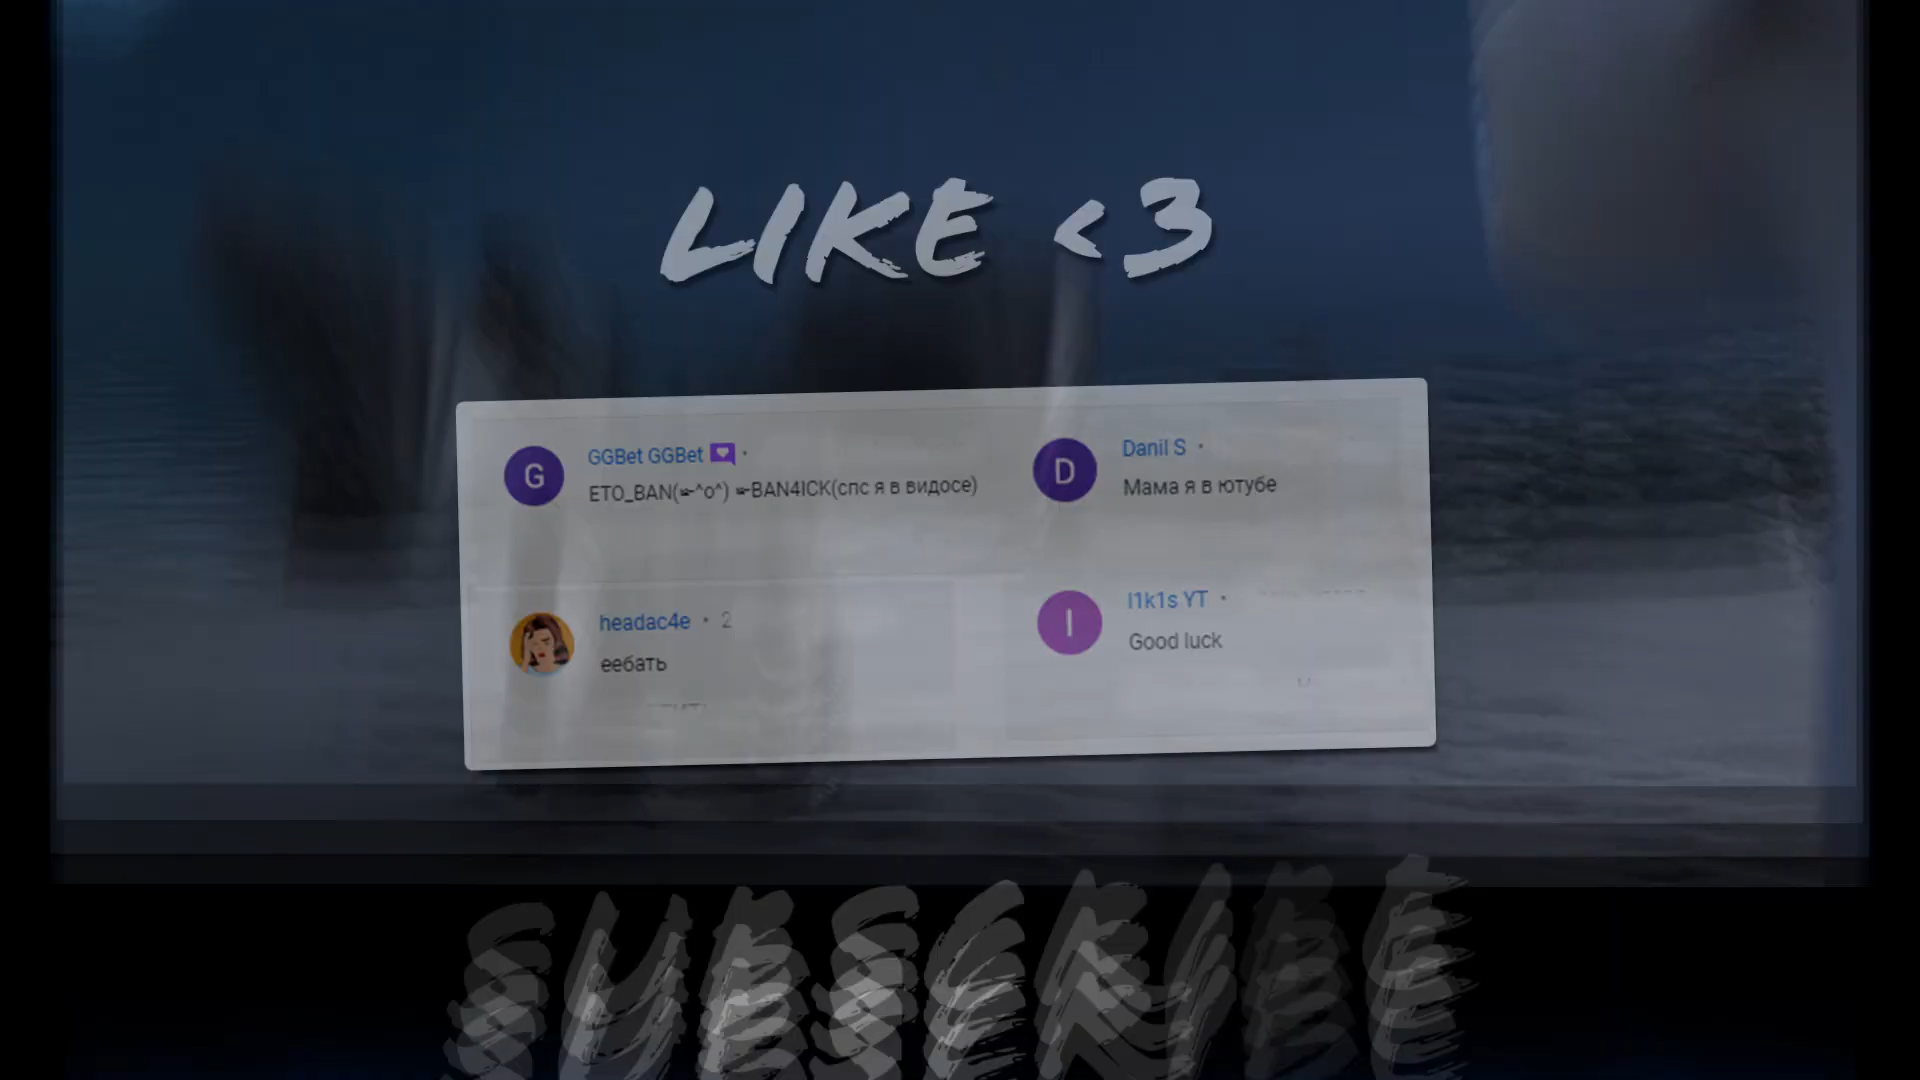 LIKE <3
G
GGBet GGBet
ETO_BAN(▰^o^) ▰BAN4ICK(спс я в видосе)
D
Danil S
Мама я в ютубе
headac4e • 2
еебать
I
l1k1s YT
Good luck
SUBSCRIBE